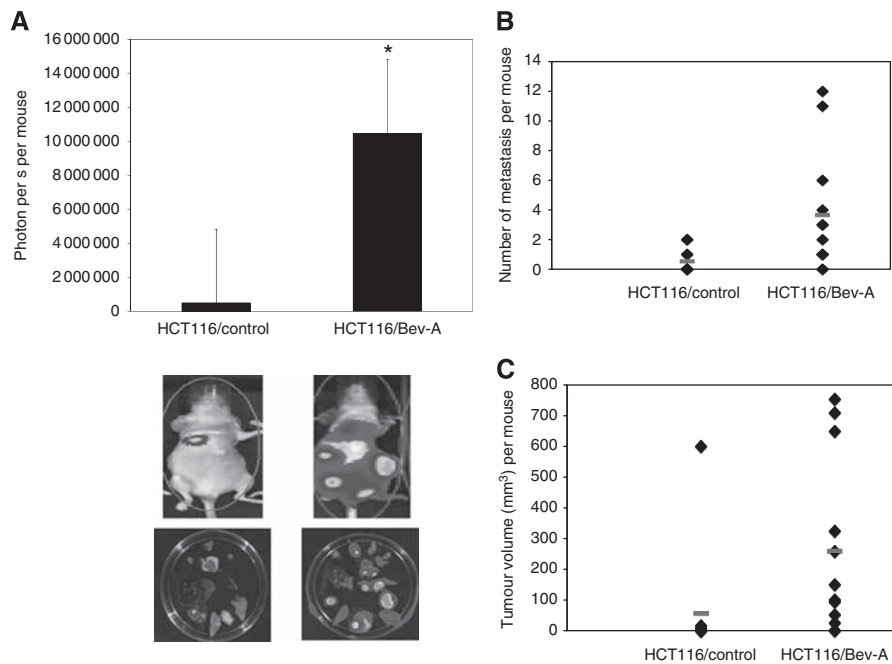 A
Photon per s per mouse
16 000 000
14 000 000
12 000 000
10 000 000
8 000 000
6 000 000
4 000 000
2 000 000
0
*
HCT116/control
HCT116/Bev-A
B
Number of metastasis per mouse
14
12
10
8
6
4
2
0
HCT116/control
HCT116/Bev-A
C
Tumour volume (mm³) per mouse
800
700
600
500
400
300
200
100
0
HCT116/control
HCT116/Bev-A